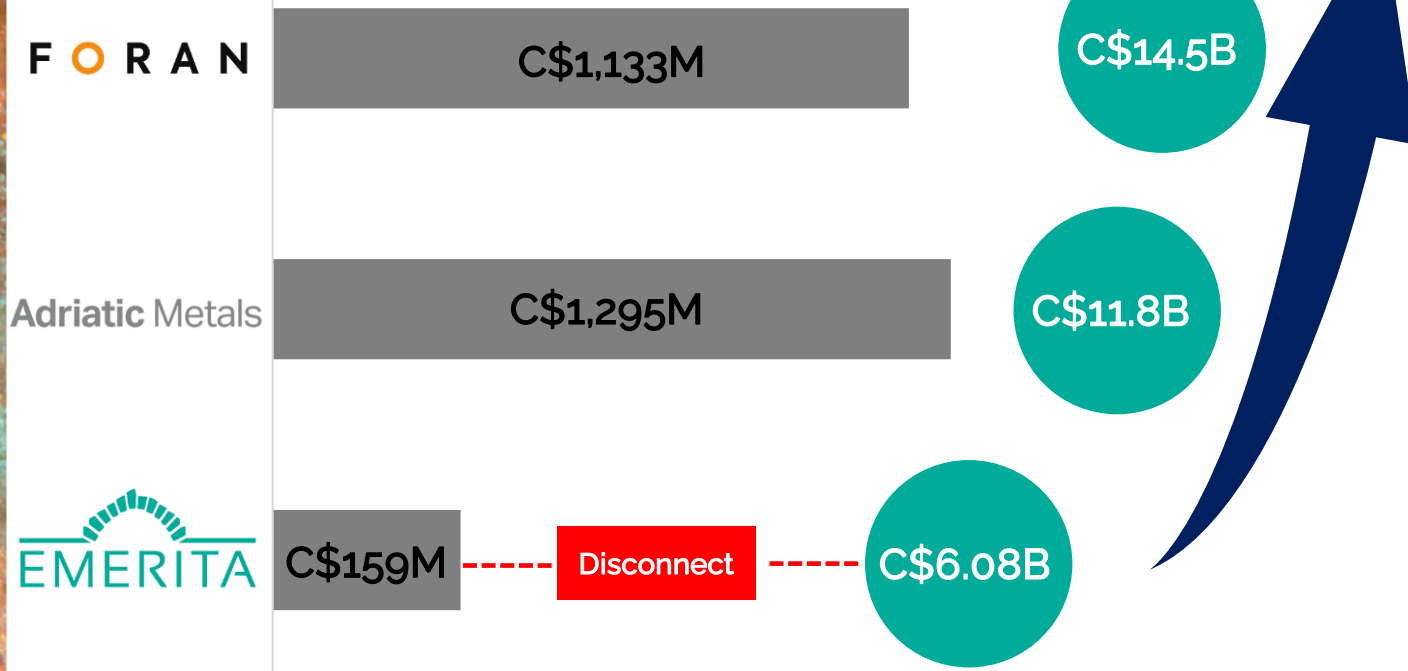 FORAN
C$1,133M
C$14.5B
Adriatic Metals
C$1,295M
C$11.8B
EMERITA
C$159M
Disconnect
C$6.08B